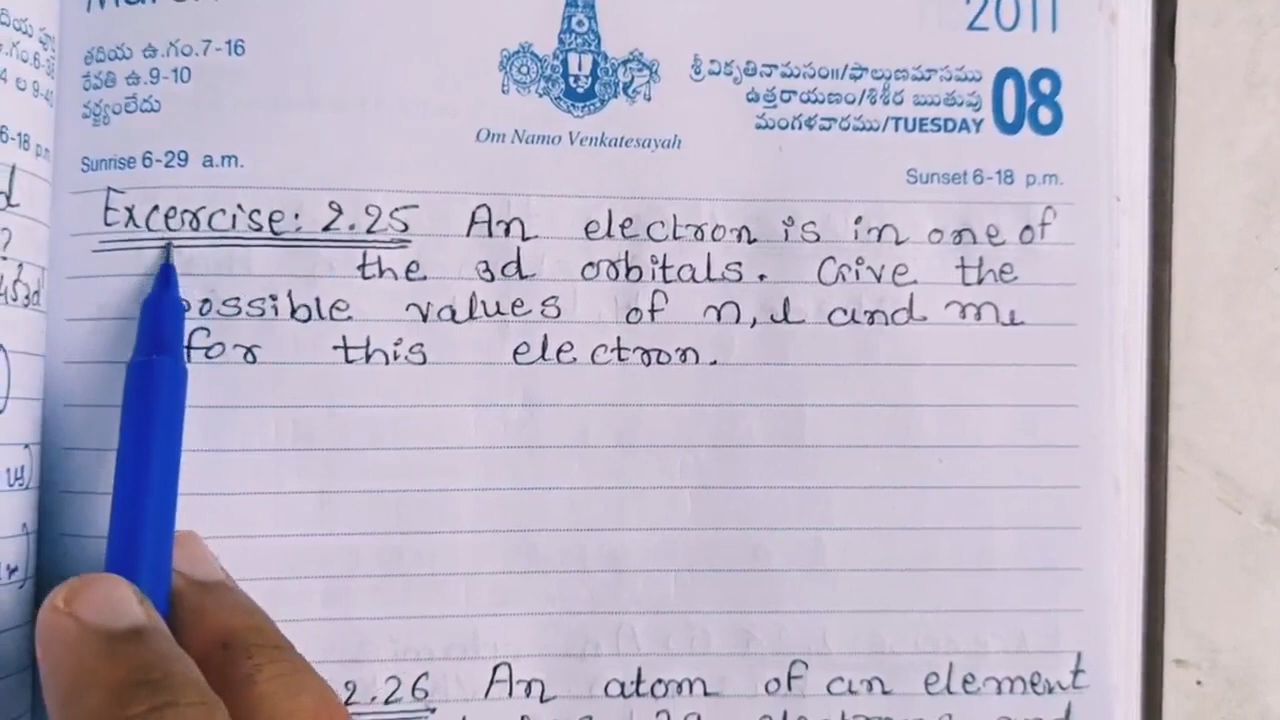 2011
తదియ ఉ.గం.7-16
రేవతి ఉ.9-10
వర్జ్యంలేదు
శ్రీవికృతినామసం॥/ఫాల్గుణమాసము
ఉత్తరాయణం/శిశిర ఋతువు
మంగళవారము/TUESDAY
08
Om Namo Venkatesayah
Sunrise 6-29 a.m.
Sunset 6-18 p.m.
Excercise: 2.25 An electron is in one of
the 3d orbitals. Give the
possible values of n, l and ml
for this electron.
2.26 An atom of an element